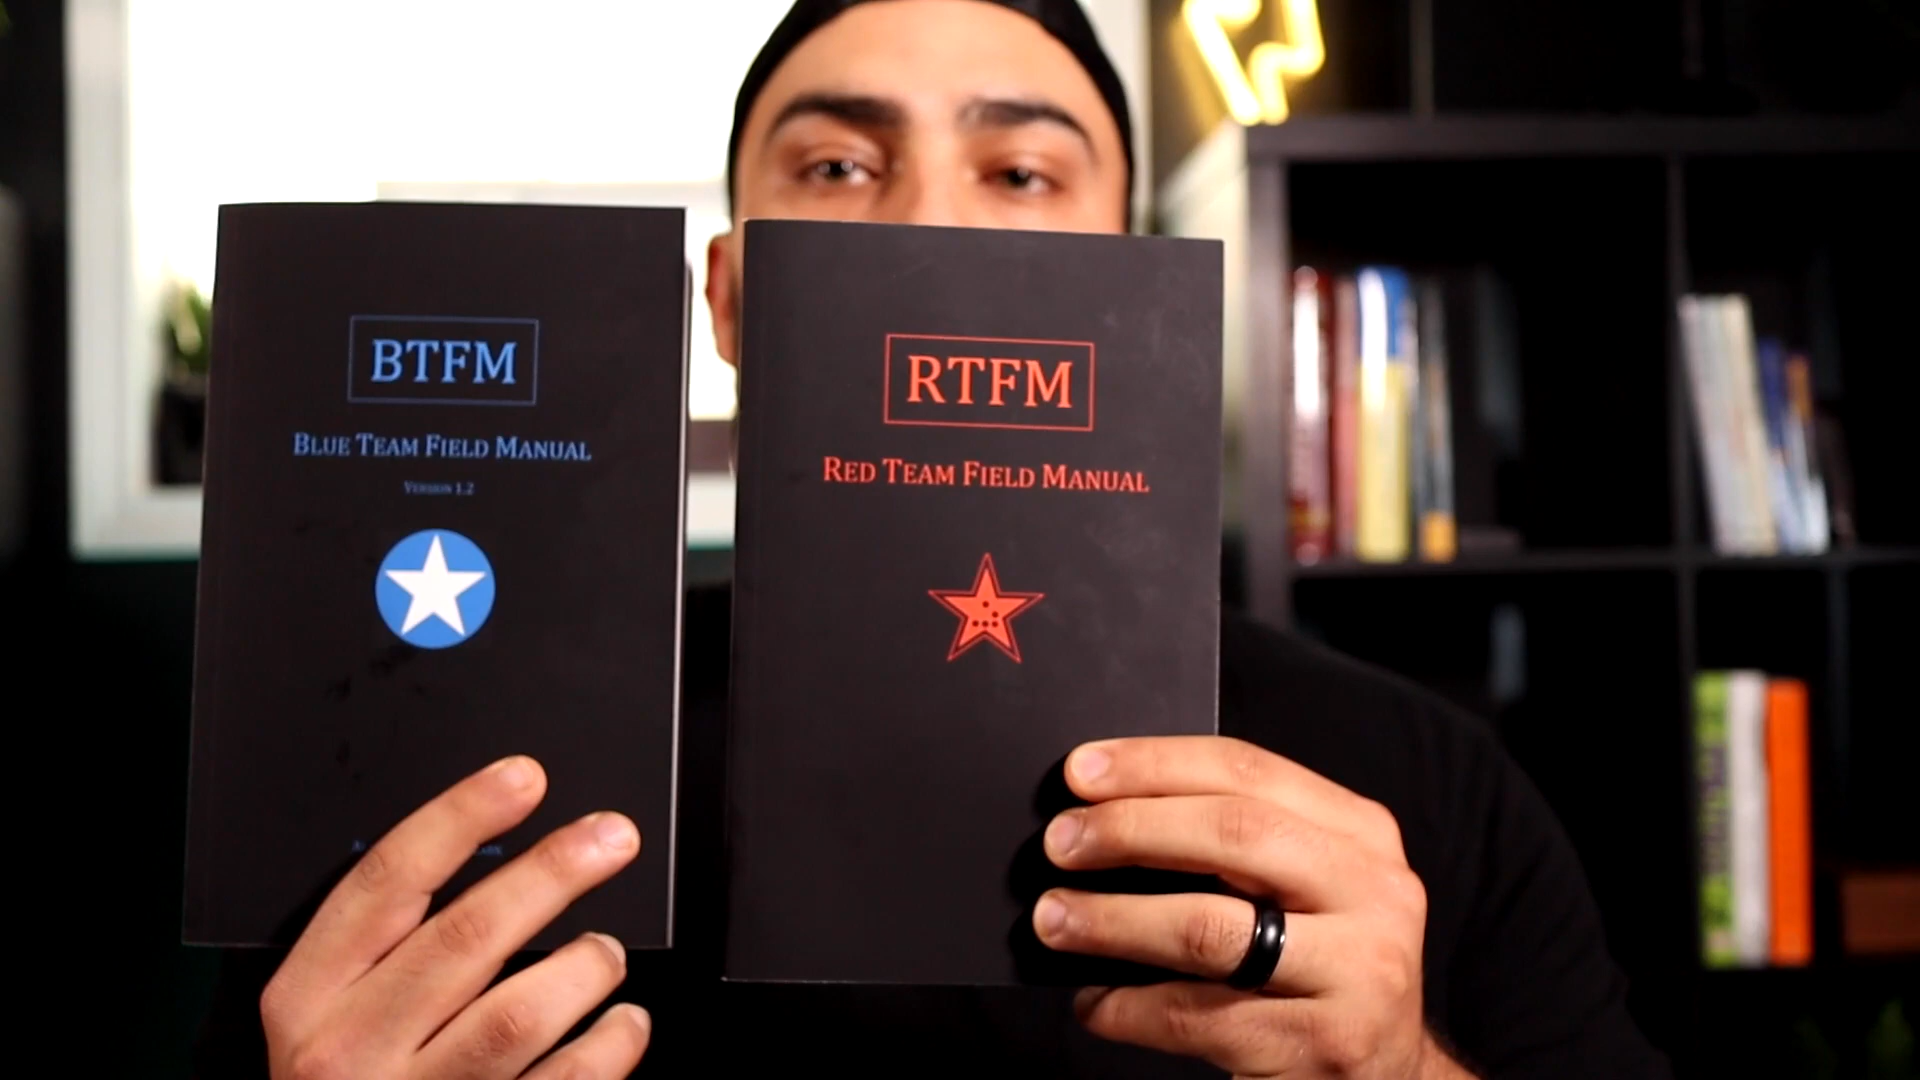 BTFM
BLUE TEAM FIELD MANUAL
VERSION 1.2
RTFM
RED TEAM FIELD MANUAL